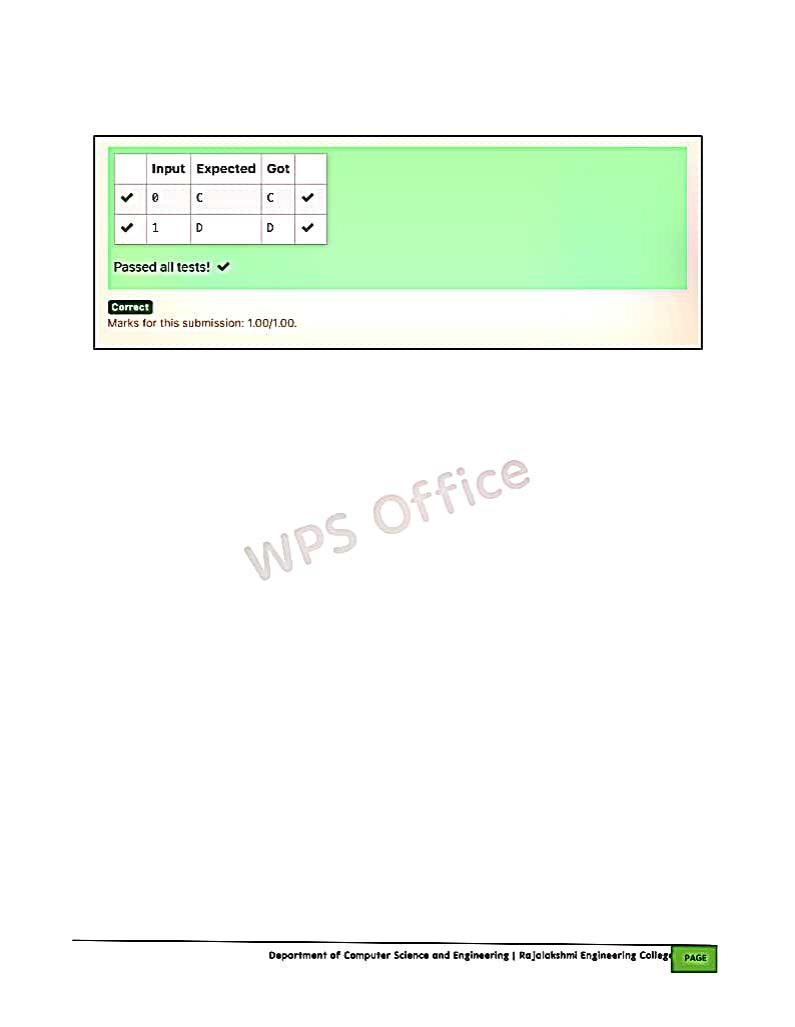 Input Expected Got
0 C C
1 D D
Passed all tests!
Correct
Marks for this submission: 1.00/1.00.
WPS Office
Department of Computer Science and Engineering | Rajalakshmi Engineering College
PAGE